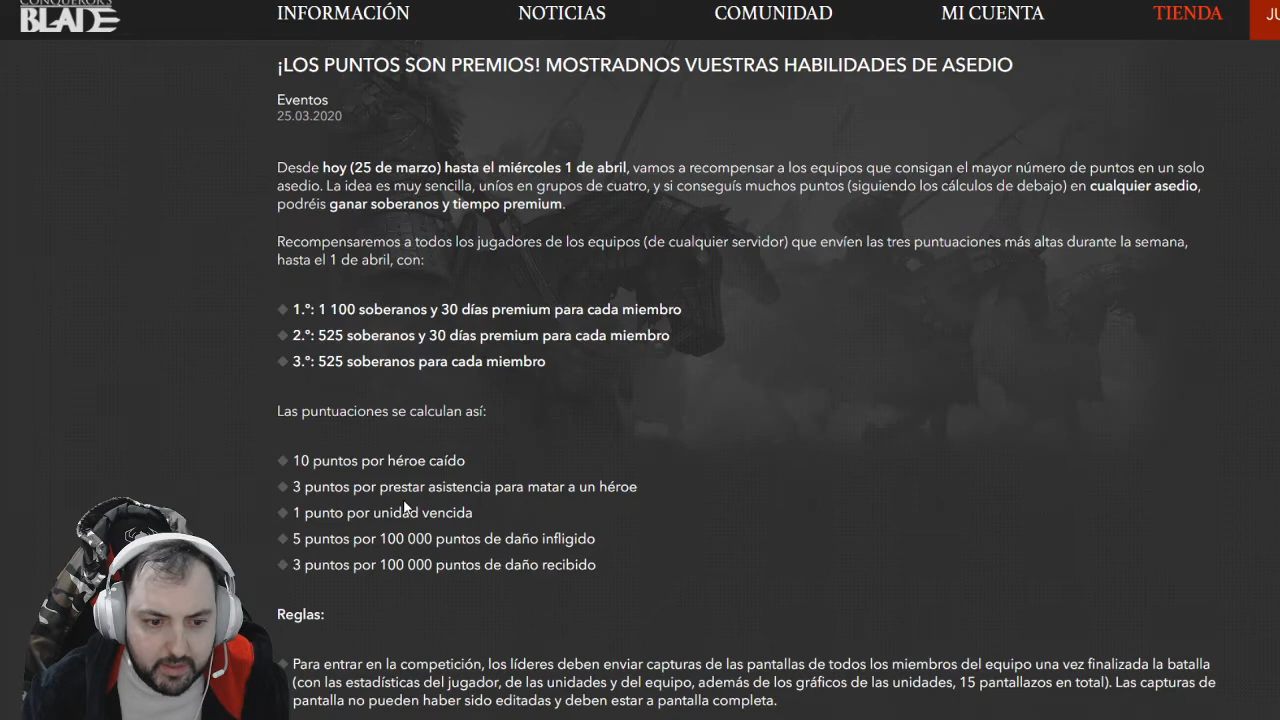 CONQUEROR'S
BLADE
INFORMACIÓN NOTICIAS COMUNIDAD MI CUENTA TIENDA JU
¡LOS PUNTOS SON PREMIOS! MOSTRADNOS VUESTRAS HABILIDADES DE ASEDIO
Eventos
25.03.2020
Desde hoy (25 de marzo) hasta el miércoles 1 de abril, vamos a recompensar a los equipos que consigan el mayor número de puntos en un solo
asedio. La idea es muy sencilla, uníos en grupos de cuatro, y si conseguís muchos puntos (siguiendo los cálculos de debajo) en cualquier asedio,
podréis ganar soberanos y tiempo premium.
Recompensaremos a todos los jugadores de los equipos (de cualquier servidor) que envíen las tres puntuaciones más altas durante la semana,
hasta el 1 de abril, con:
1.º: 1 100 soberanos y 30 días premium para cada miembro
2.º: 525 soberanos y 30 días premium para cada miembro
3.º: 525 soberanos para cada miembro
Las puntuaciones se calculan así:
10 puntos por héroe caído
3 puntos por prestar asistencia para matar a un héroe
1 punto por unidad vencida
5 puntos por 100 000 puntos de daño infligido
3 puntos por 100 000 puntos de daño recibido
Reglas:
Para entrar en la competición, los líderes deben enviar capturas de las pantallas de todos los miembros del equipo una vez finalizada la batalla
(con las estadísticas del jugador, de las unidades y del equipo, además de los gráficos de las unidades, 15 pantallazos en total). Las capturas de
pantalla no pueden haber sido editadas y deben estar a pantalla completa.